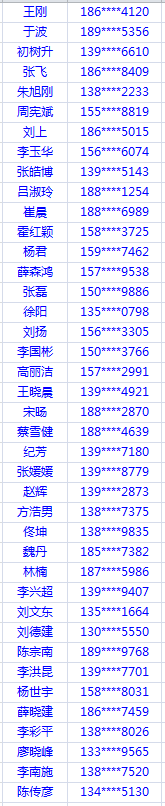 王刚 186****4120
于波 189****5356
初树升 139****6610
张飞 186****8409
朱旭刚 138****2233
周宪斌 155****8819
刘上 186****5015
李玉华 156****6074
张皓博 139****5143
吕淑玲 188****1254
崔晨 188****6989
霍红颖 158****3725
杨君 159****7462
薛森鸿 157****9538
张磊 150****9886
徐阳 135****0798
刘扬 156****3305
李国彬 150****3766
高丽洁 157****2991
王晓晨 139****4921
宋旸 188****2870
蔡雪健 188****4639
纪芳 139****7180
张媛媛 139****8779
赵辉 139****2873
方浩男 138****7375
佟坤 138****9835
魏丹 185****7382
林楠 187****5986
李兴超 139****9407
刘文东 135****1664
刘德建 130****5550
陈宗南 189****9768
李洪昆 139****7701
杨世宇 158****8031
薛晓建 186****7459
李彩平 138****8026
廖晓峰 133****9565
李南施 138****7520
陈传彦 134****5130